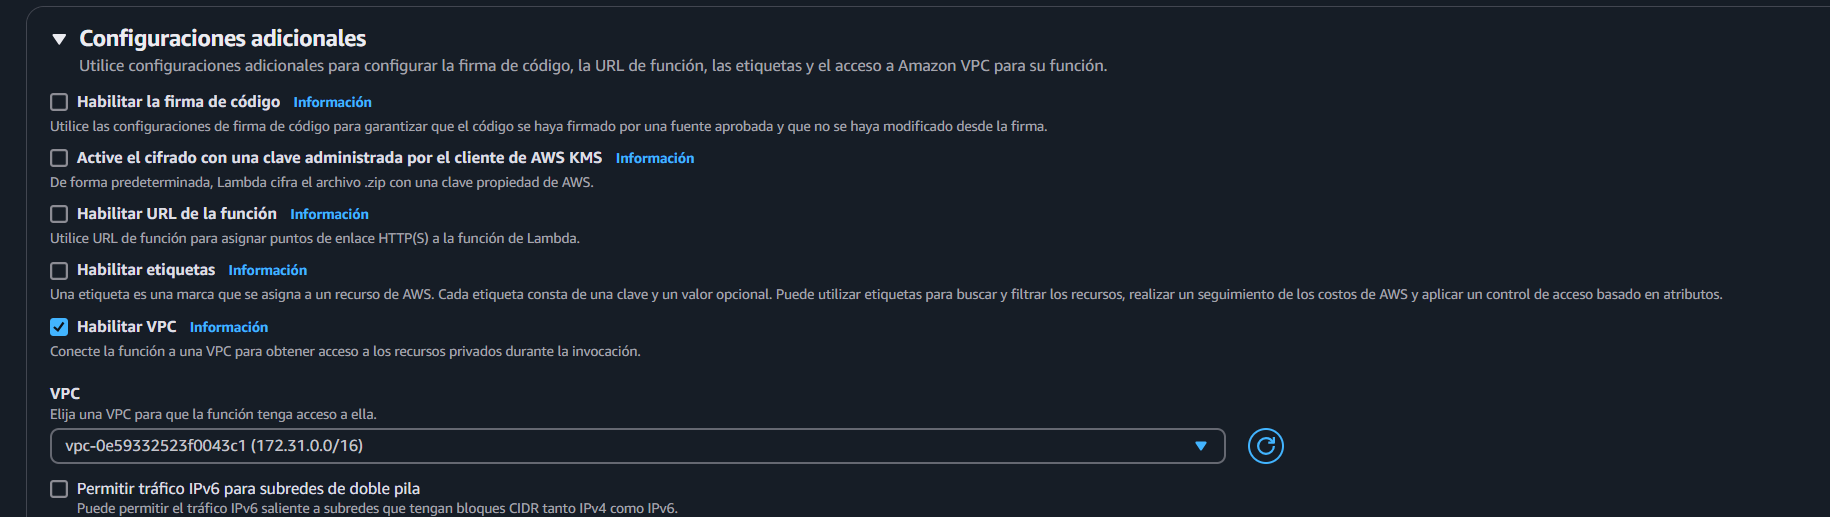 Configuraciones adicionales
Utilice configuraciones adicionales para configurar la firma de código, la URL de función, las etiquetas y el acceso a Amazon VPC para su función.
Habilitar la firma de código Información
Utilice las configuraciones de firma de código para garantizar que el código se haya firmado por una fuente aprobada y que no se haya modificado desde la firma.
Active el cifrado con una clave administrada por el cliente de AWS KMS Información
De forma predeterminada, Lambda cifra el archivo .zip con una clave propiedad de AWS.
Habilitar URL de la función Información
Utilice URL de función para asignar puntos de enlace HTTP(S) a la función de Lambda.
Habilitar etiquetas Información
Una etiqueta es una marca que se asigna a un recurso de AWS. Cada etiqueta consta de una clave y un valor opcional. Puede utilizar etiquetas para buscar y filtrar los recursos, realizar un seguimiento de los costos de AWS y aplicar un control de acceso basado en atributos.
Habilitar VPC Información
Conecte la función a una VPC para obtener acceso a los recursos privados durante la invocación.
VPC
Elija una VPC para que la función tenga acceso a ella.
vpc-0e59332523f0043c1 (172.31.0.0/16)
Permitir tráfico IPv6 para subredes de doble pila
Puede permitir el tráfico IPv6 saliente a subredes que tengan bloques CIDR tanto IPv4 como IPv6.